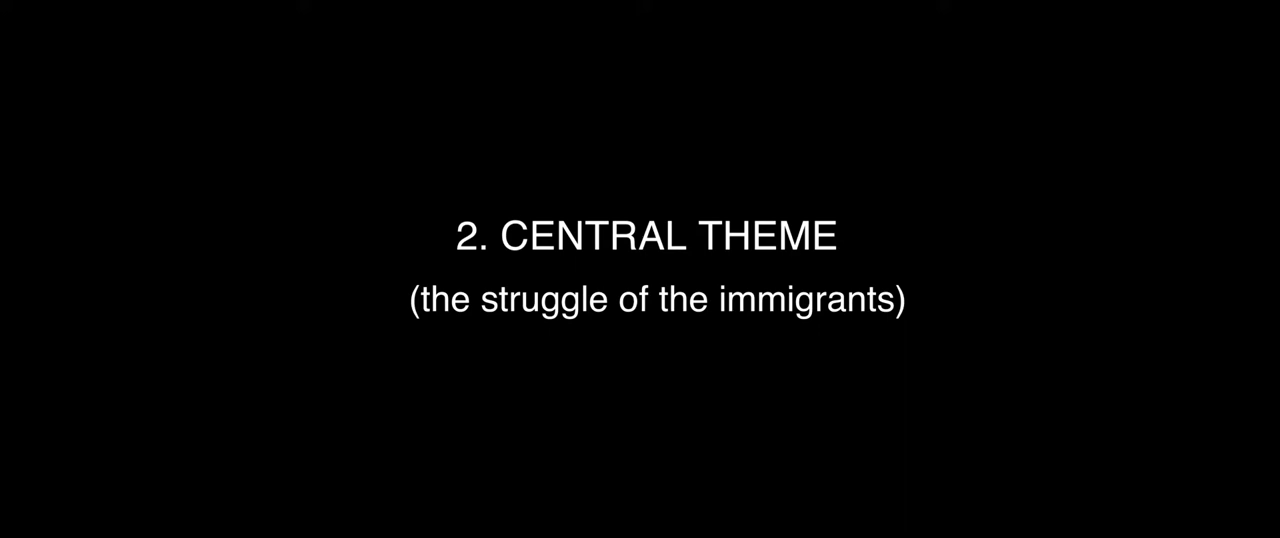 2. CENTRAL THEME
(the struggle of the immigrants)